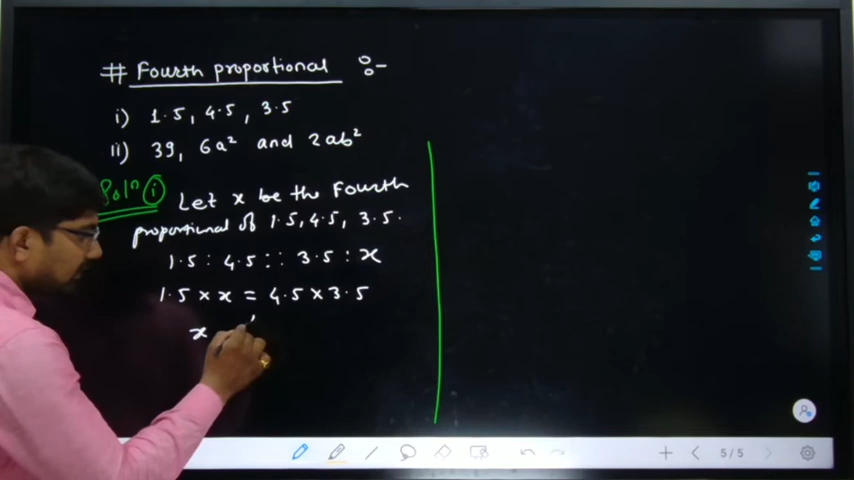 # Fourth proportional :-
i) 1.5, 4.5, 3.5
ii) 39, 6a² and 2ab²
Soln i
Let x be the Fourth
proportional of 1.5, 4.5, 3.5.
1.5 : 4.5 :: 3.5 : x
1.5 × x = 4.5 × 3.5
x
5/5